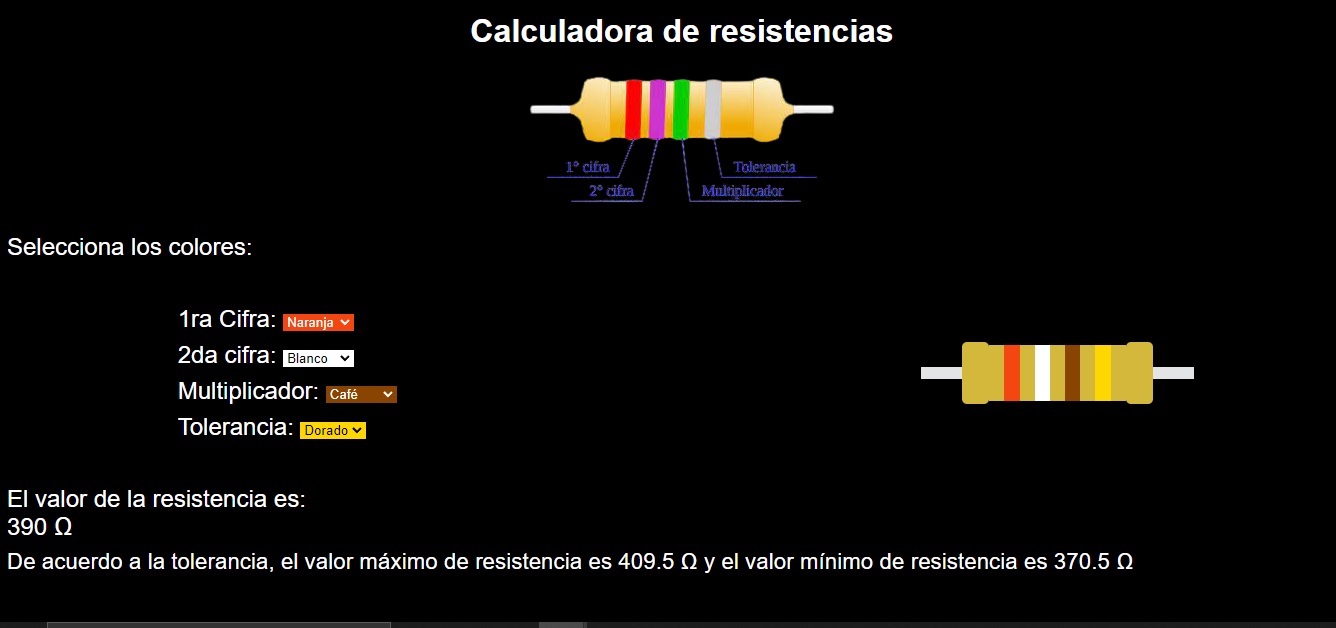 Calculadora de resistencias
1° cifra
Tolerancia
2° cifra
Multiplicador
Selecciona los colores:
1ra Cifra: Naranja
2da cifra: Blanco
Multiplicador: Café
Tolerancia: Dorado
El valor de la resistencia es:
390 Ω
De acuerdo a la tolerancia, el valor máximo de resistencia es 409.5 Ω y el valor mínimo de resistencia es 370.5 Ω